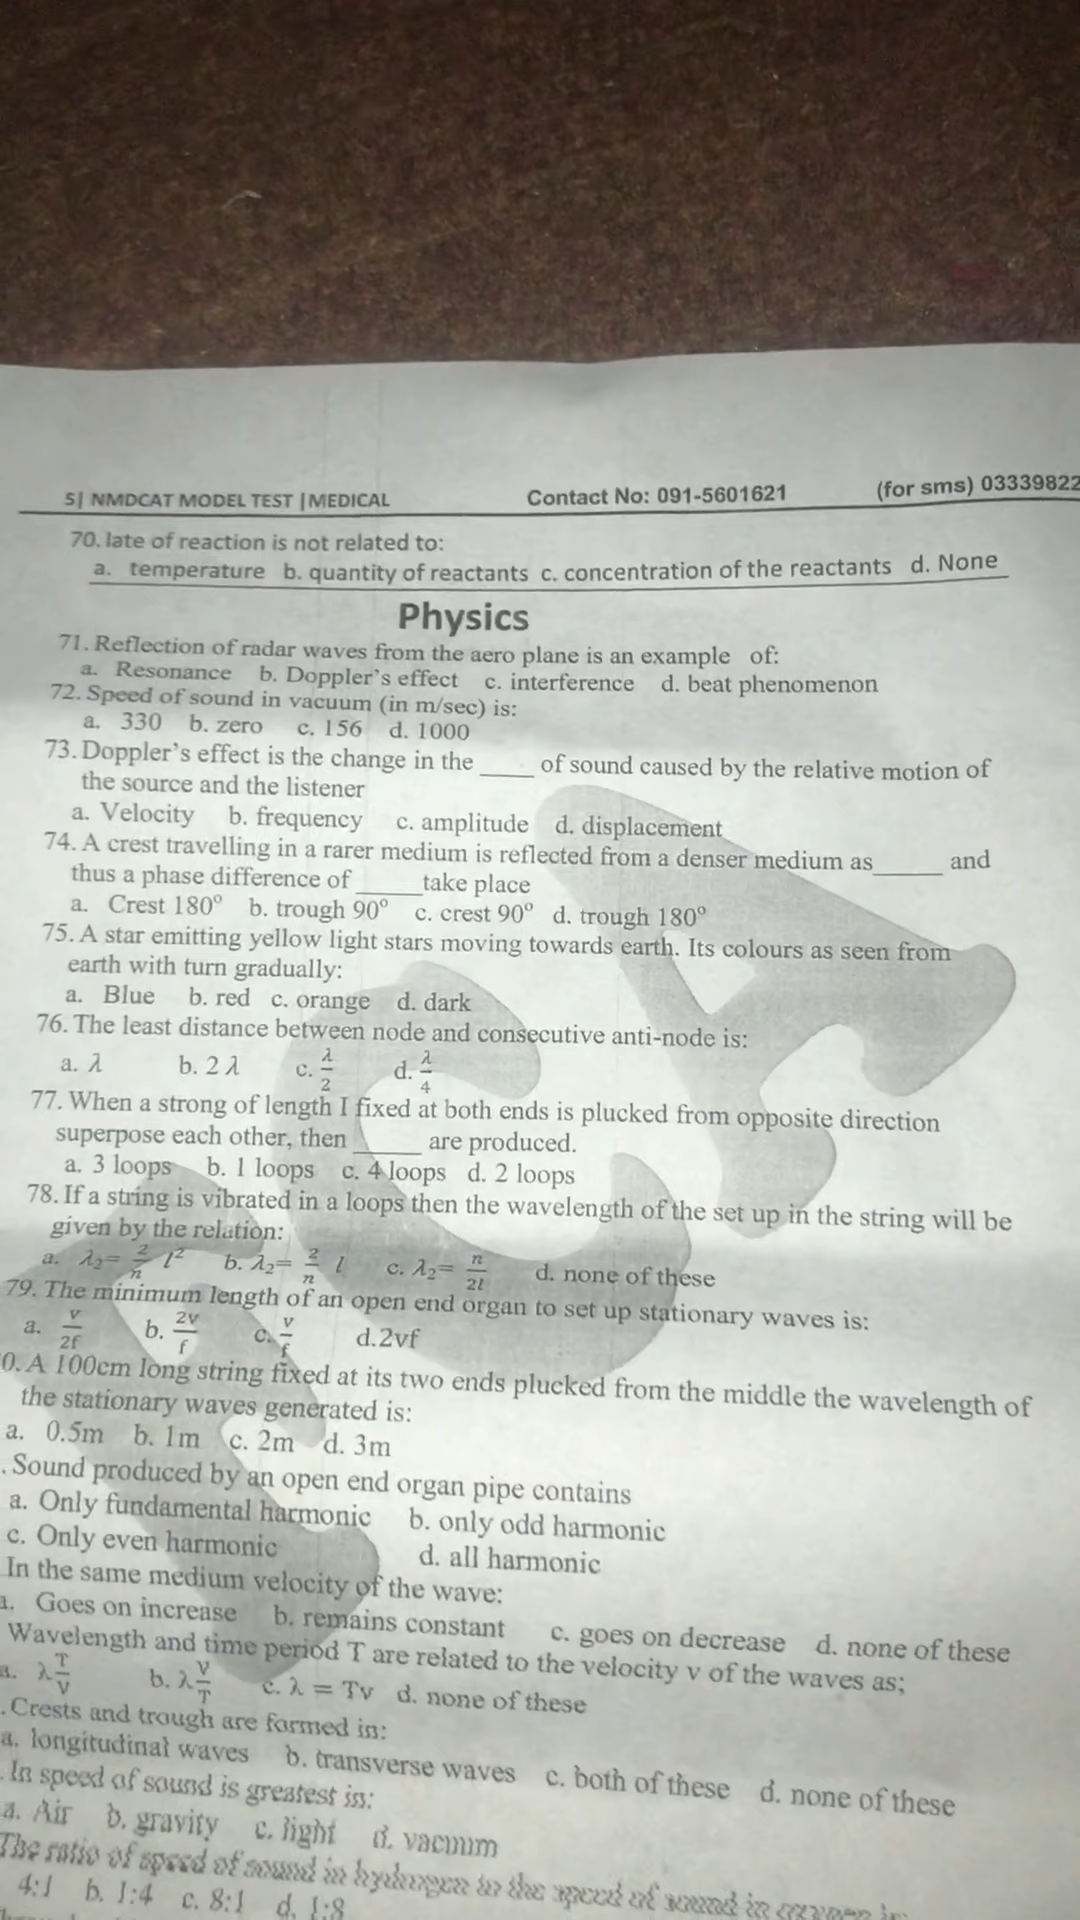 5| NMDCAT MODEL TEST | MEDICAL Contact No: 091-5601621 (for sms) 03339822
70. late of reaction is not related to:
a. temperature b. quantity of reactants c. concentration of the reactants d. None
Physics
71. Reflection of radar waves from the aero plane is an example of:
a. Resonance b. Doppler's effect c. interference d. beat phenomenon
72. Speed of sound in vacuum (in m/sec) is:
a. 330 b. zero c. 156 d. 1000
73. Doppler's effect is the change in the ____ of sound caused by the relative motion of
the source and the listener
a. Velocity b. frequency c. amplitude d. displacement
74. A crest travelling in a rarer medium is reflected from a denser medium as ____ and
thus a phase difference of ____ take place
a. Crest 180° b. trough 90° c. crest 90° d. trough 180°
75. A star emitting yellow light stars moving towards earth. Its colours as seen from
earth with turn gradually:
a. Blue b. red c. orange d. dark
76. The least distance between node and consecutive anti-node is:
a. λ b. 2 λ c. λ/2 d. λ/4
77. When a strong of length I fixed at both ends is plucked from opposite direction
superpose each other, then ____ are produced.
a. 3 loops b. 1 loops c. 4 loops d. 2 loops
78. If a string is vibrated in a loops then the wavelength of the set up in the string will be
given by the relation:
a. λ₂= 2/n l² b. λ₂= 2/n l c. λ₂= n/2l d. none of these
79. The minimum length of an open end organ to set up stationary waves is:
a. v/2f b. 2v/f c. v/f d.2vf
0. A 100cm long string fixed at its two ends plucked from the middle the wavelength of
the stationary waves generated is:
a. 0.5m b. 1m c. 2m d. 3m
. Sound produced by an open end organ pipe contains
a. Only fundamental harmonic b. only odd harmonic
c. Only even harmonic d. all harmonic
In the same medium velocity of the wave:
a. Goes on increase b. remains constant c. goes on decrease d. none of these
Wavelength and time period T are related to the velocity v of the waves as;
a. λ T/V b. λ V/T c. λ = Tv d. none of these
. Crests and trough are formed in:
a. longitudinal waves b. transverse waves c. both of these d. none of these
. In speed of sound is greatest in:
a. Air b. gravity c. light d. vacuum
The ratio of speed of sound in hydrogen to the speed of sound in
4:1 b. 1:4 c. 8:1 d. 1:8